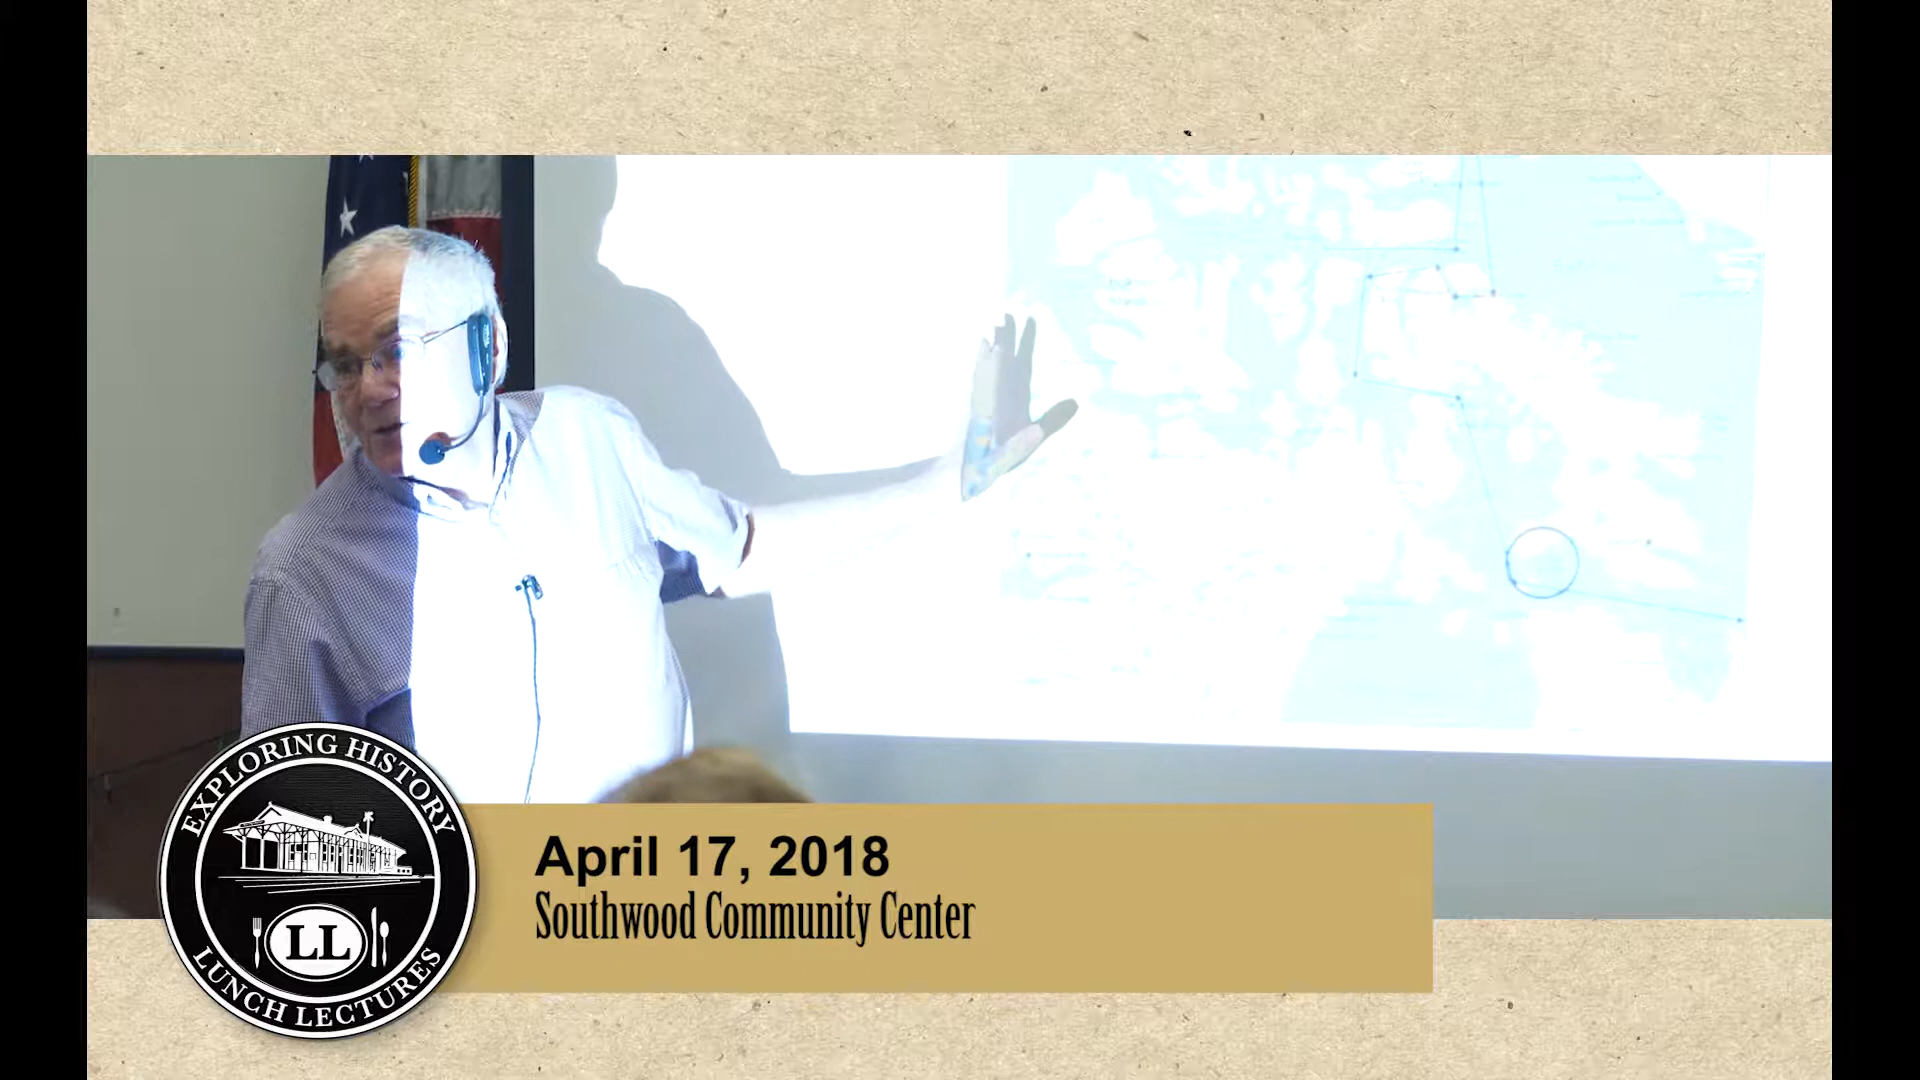 April 17, 2018
Southwood Community Center
EXPLORING HISTORY
LL
LUNCH LECTURES